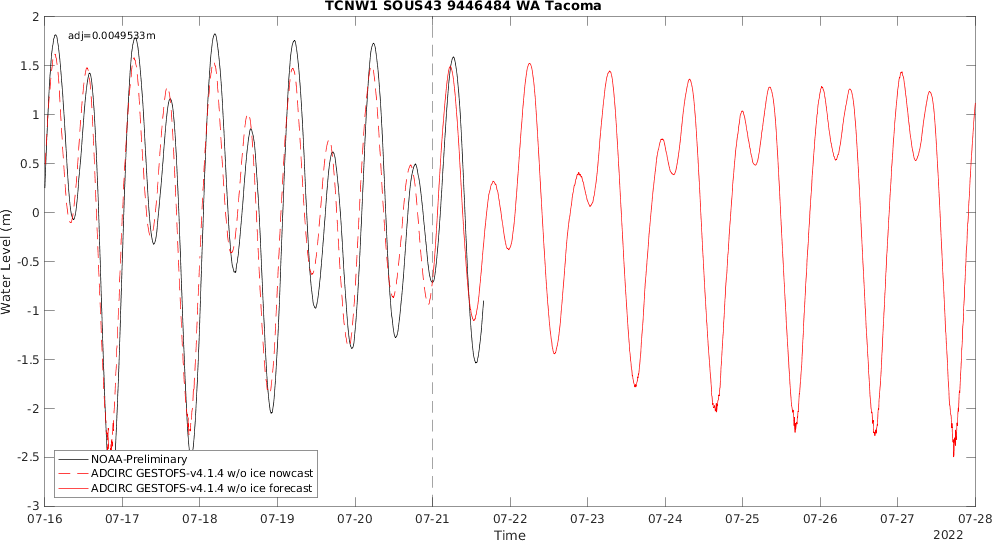 TCNW1 SOUS43 9446484 WA Tacoma
adj=0.0049533m
2
1.5
1
0.5
0
-0.5
-1
-1.5
-2
-2.5
-3
Water Level (m)
NOAA-Preliminary
ADCIRC GESTOFS-v4.1.4 w/o ice nowcast
ADCIRC GESTOFS-v4.1.4 w/o ice forecast
07-16 07-17 07-18 07-19 07-20 07-21 07-22 07-23 07-24 07-25 07-26 07-27 07-28
Time
2022